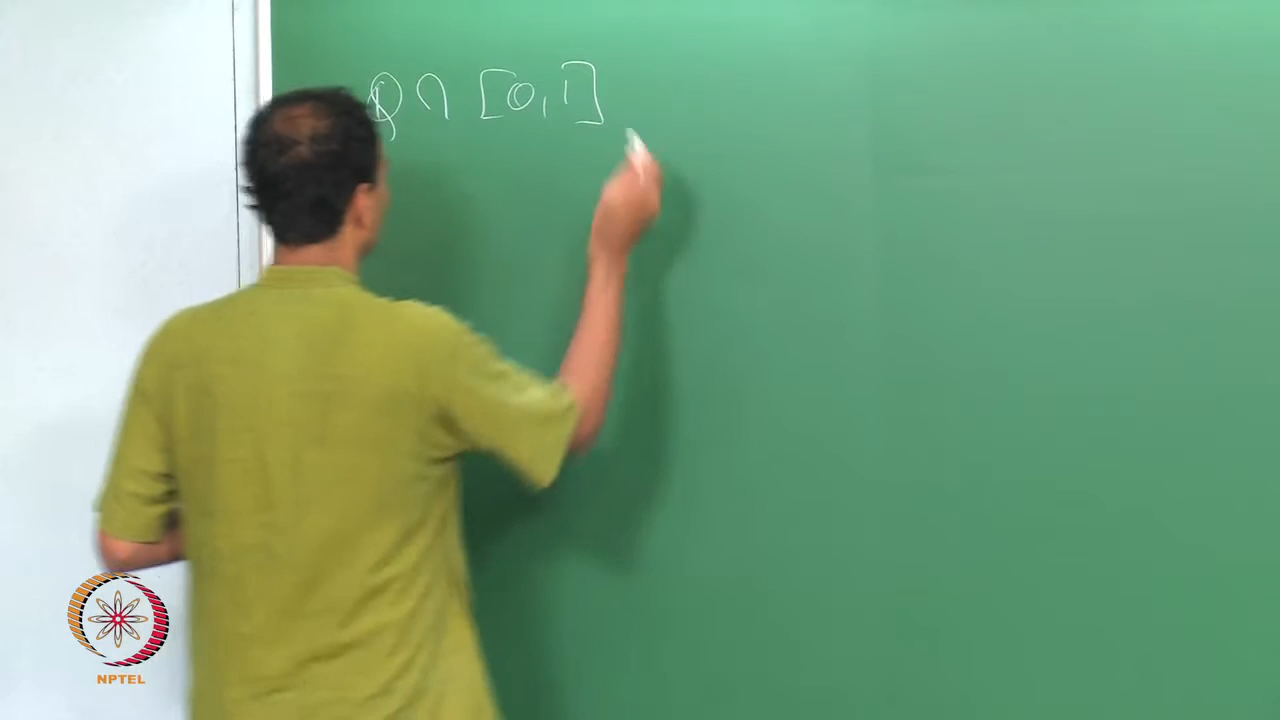 ℚ ∩ [0,1]
NPTEL